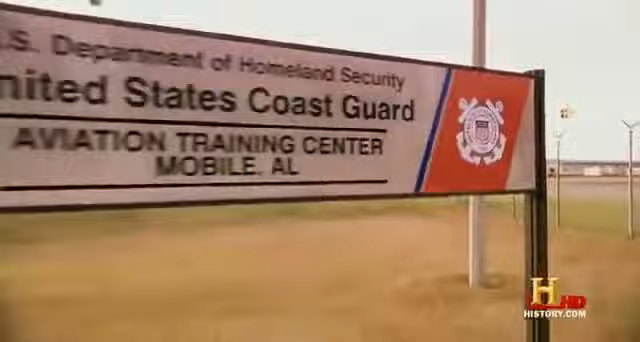 .S. Department of Homeland Security
nited States Coast Guard
AVIATION TRAINING CENTER
MOBILE, AL
H HD
HISTORY.COM